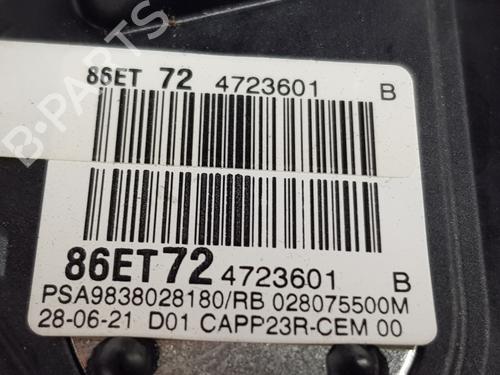 B-PARTS
86ET 72 4723601 B
86ET72 4723601 B
PSA9838028180/RB 028075500M
28-06-21 D01 CAPP23R-CEM 00